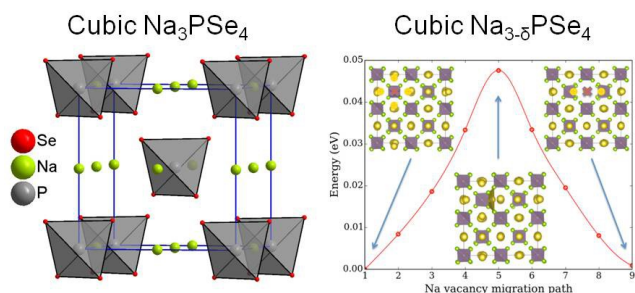 Cubic Na₃PSe₄
Se
Na
P
Cubic Na₃₋δPSe₄
Energy (eV)
0.05
0.04
0.03
0.02
0.01
0.00
1 2 3 4 5 6 7 8 9
Na vacancy migration path